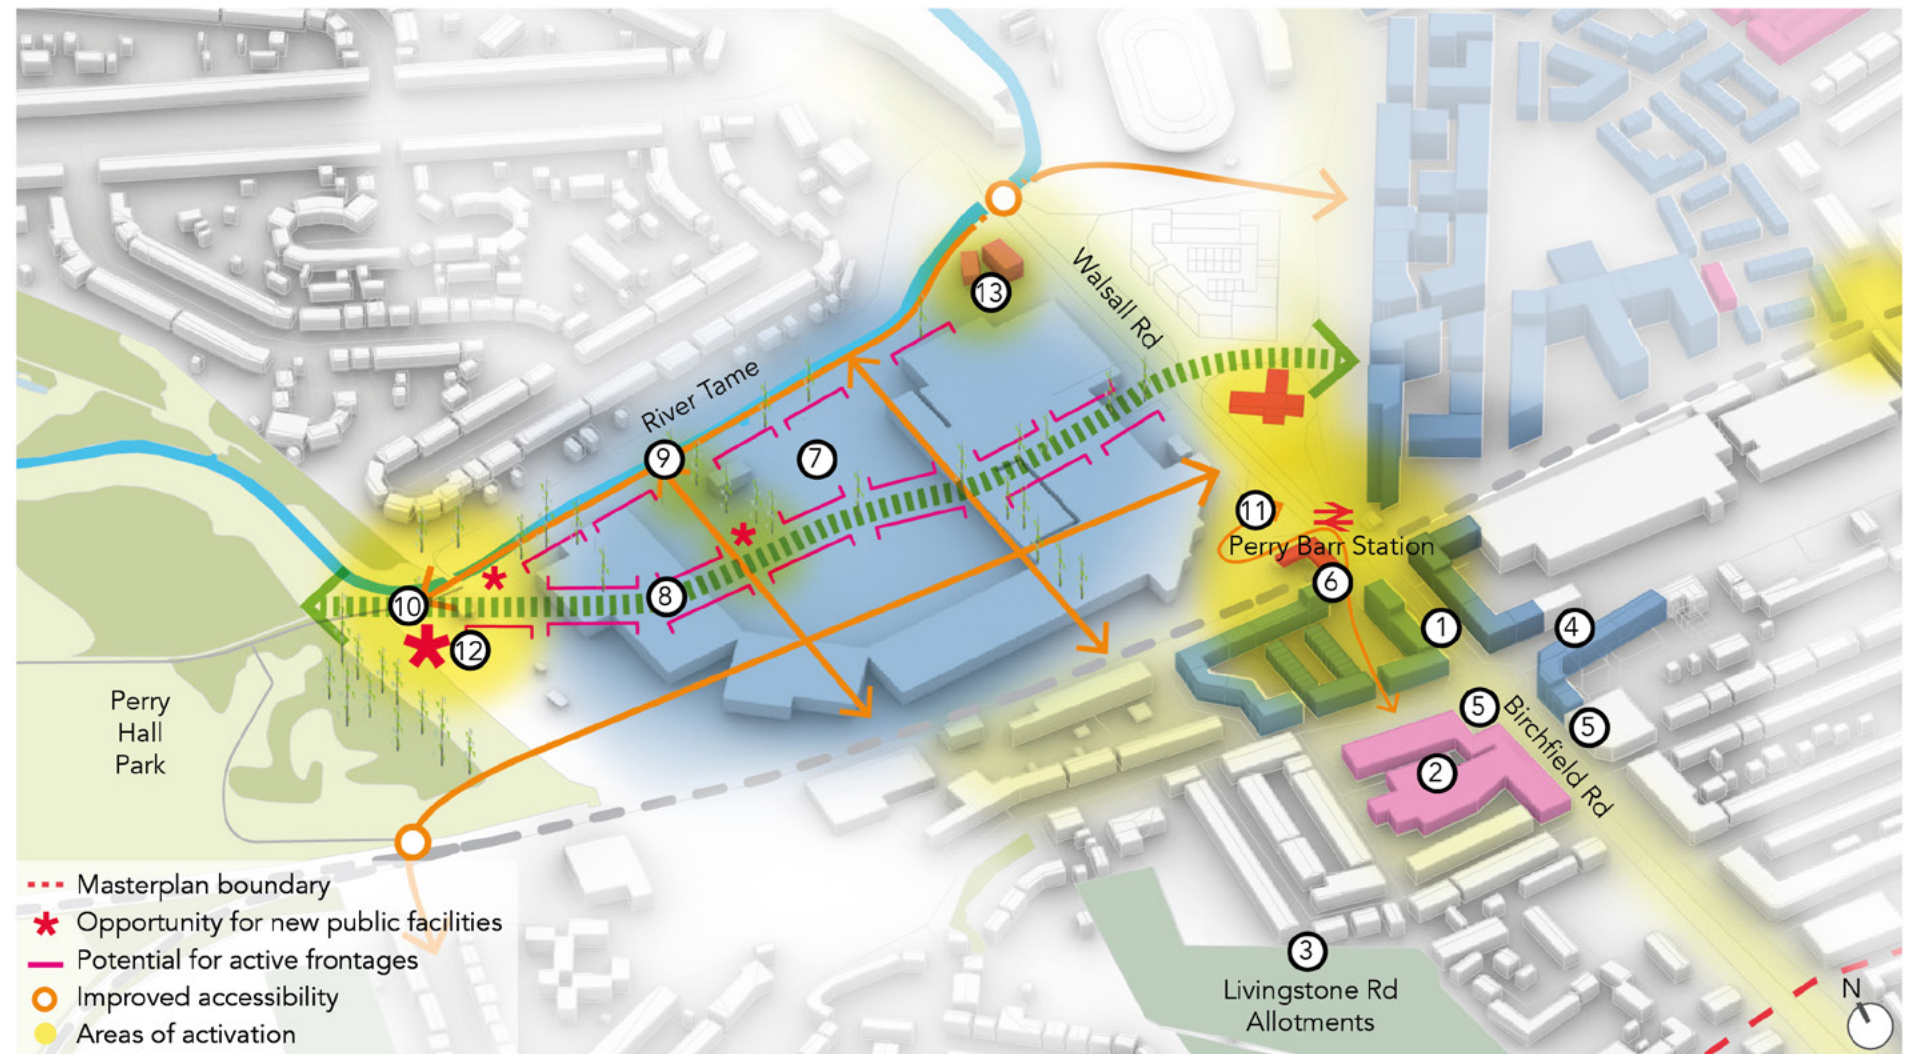 Walsall Rd
13
River Tame
9
7
11
Perry Barr Station
6
8
10
12
1
4
5
5
Birchfield Rd
2
Perry
Hall
Park
3
Livingstone Rd
Allotments
Masterplan boundary
Opportunity for new public facilities
Potential for active frontages
Improved accessibility
Areas of activation
N